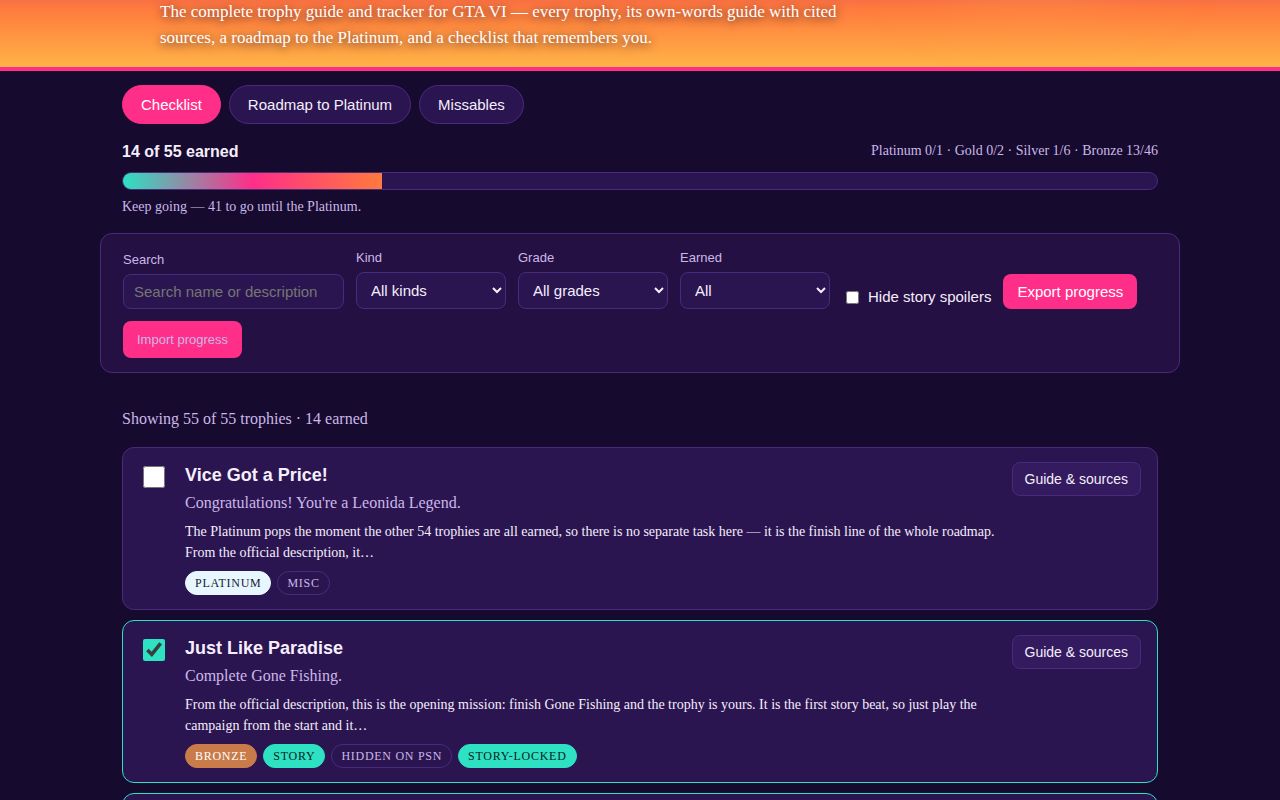 The complete trophy guide and tracker for GTA VI — every trophy, its own-words guide with cited
sources, a roadmap to the Platinum, and a checklist that remembers you.
Checklist
Roadmap to Platinum
Missables
14 of 55 earned
Platinum 0/1 · Gold 0/2 · Silver 1/6 · Bronze 13/46
Keep going — 41 to go until the Platinum.
Search
Kind
Grade
Earned
Search name or description
All kinds
All grades
All
Hide story spoilers
Export progress
Import progress
Showing 55 of 55 trophies · 14 earned
Vice Got a Price!
Guide & sources
Congratulations! You're a Leonida Legend.
The Platinum pops the moment the other 54 trophies are all earned, so there is no separate task here — it is the finish line of the whole roadmap.
From the official description, it…
PLATINUM
MISC
Just Like Paradise
Guide & sources
Complete Gone Fishing.
From the official description, this is the opening mission: finish Gone Fishing and the trophy is yours. It is the first story beat, so just play the
campaign from the start and it…
BRONZE
STORY
HIDDEN ON PSN
STORY-LOCKED